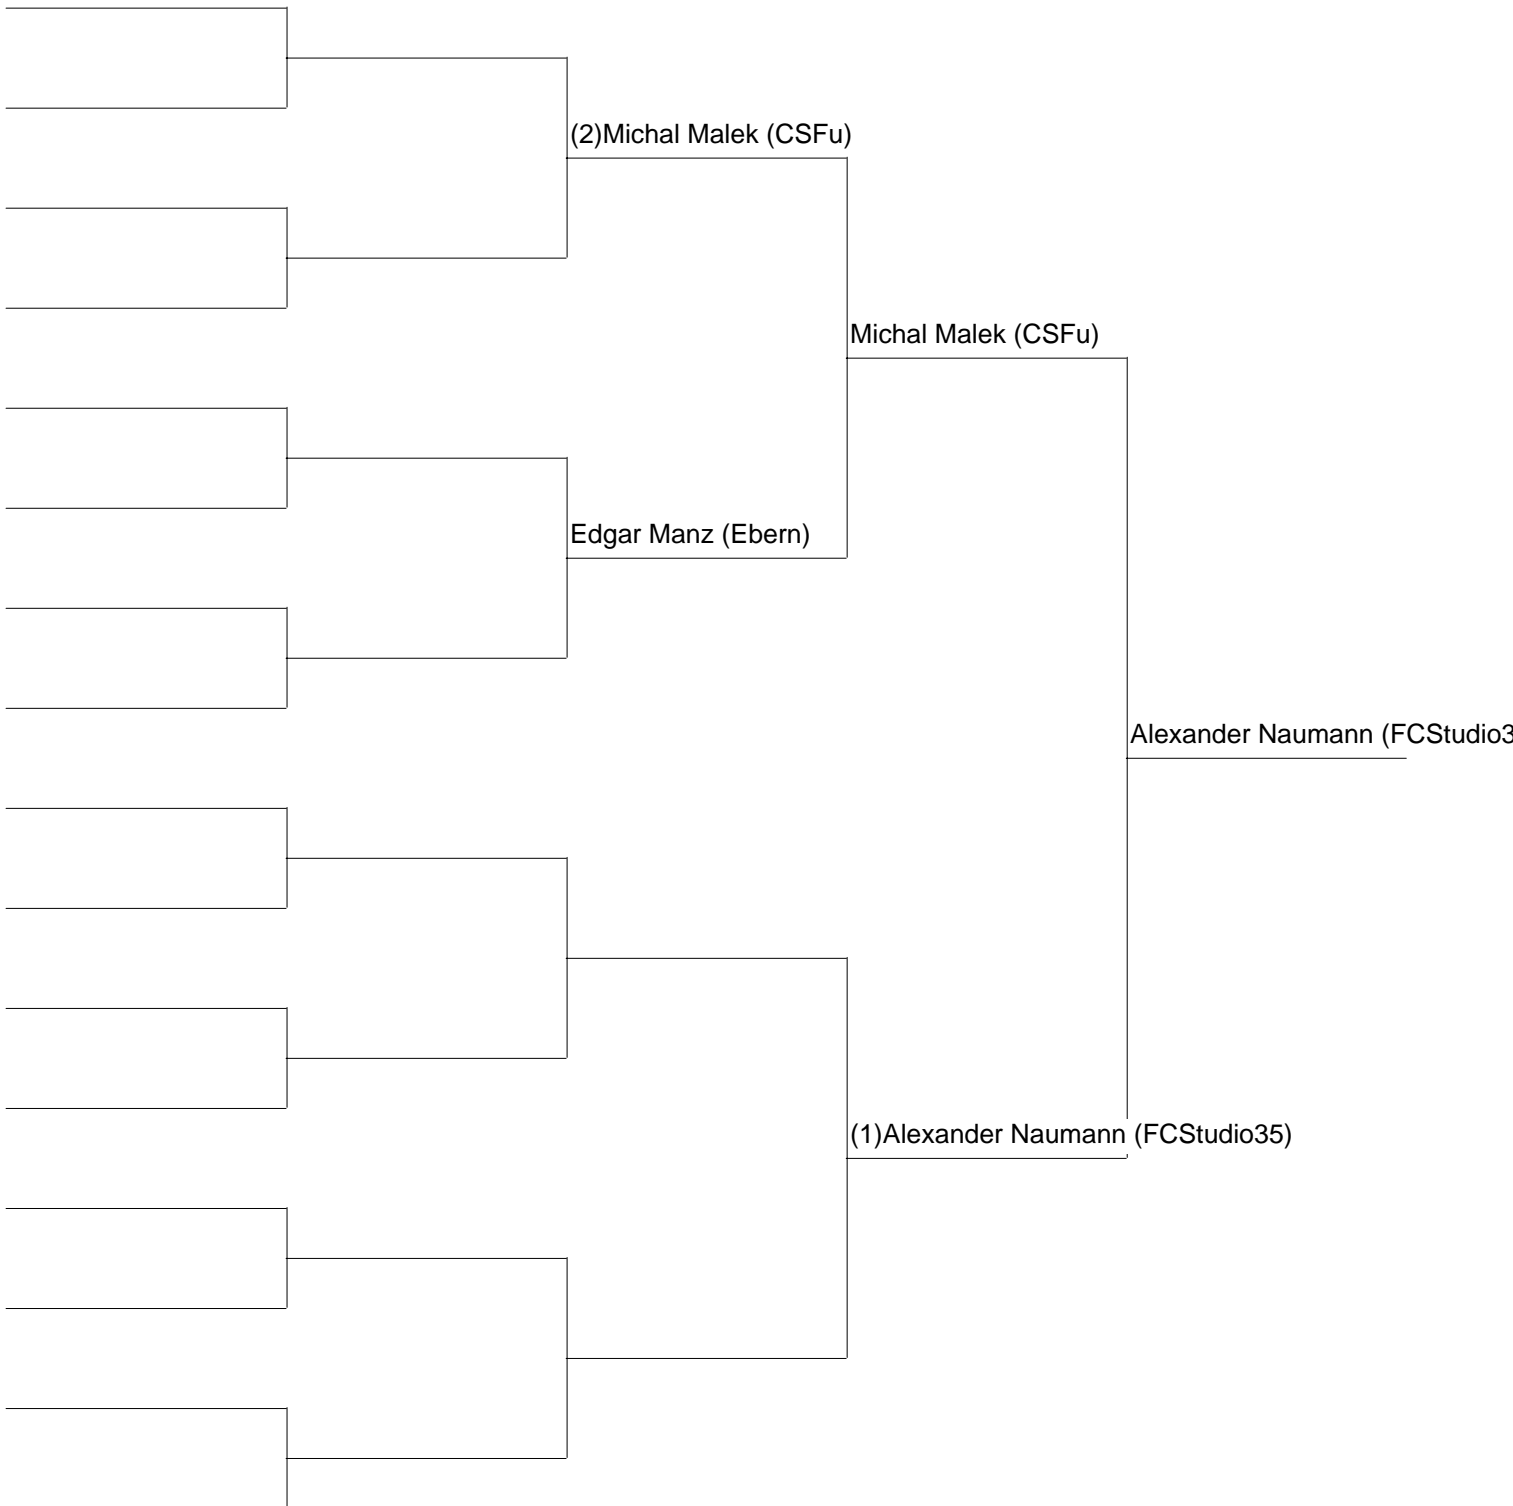 (2)Michal Malek (CSFu)
Michal Malek (CSFu)
Edgar Manz (Ebern)
Alexander Naumann (FCStudio3
(1)Alexander Naumann (FCStudio35)